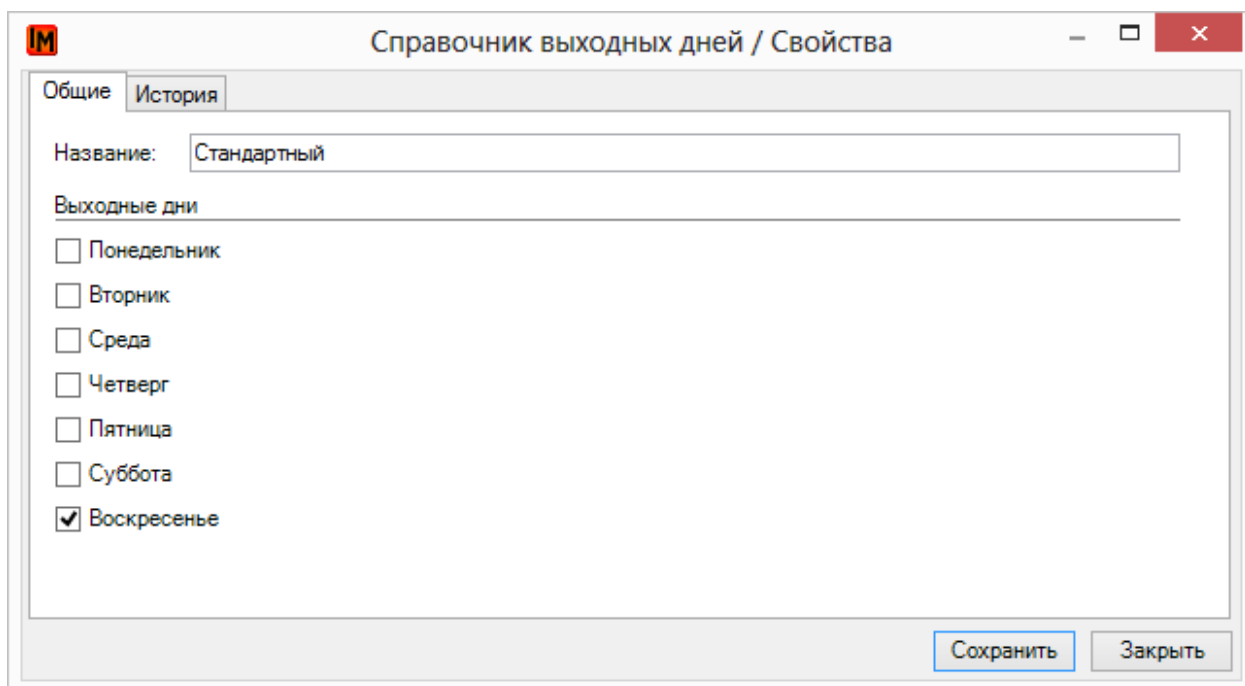 IM
Справочник выходных дней / Свойства
Общие История
Название: Стандартный
Выходные дни
Понедельник
Вторник
Среда
Четверг
Пятница
Суббота
Воскресенье
Сохранить Закрыть